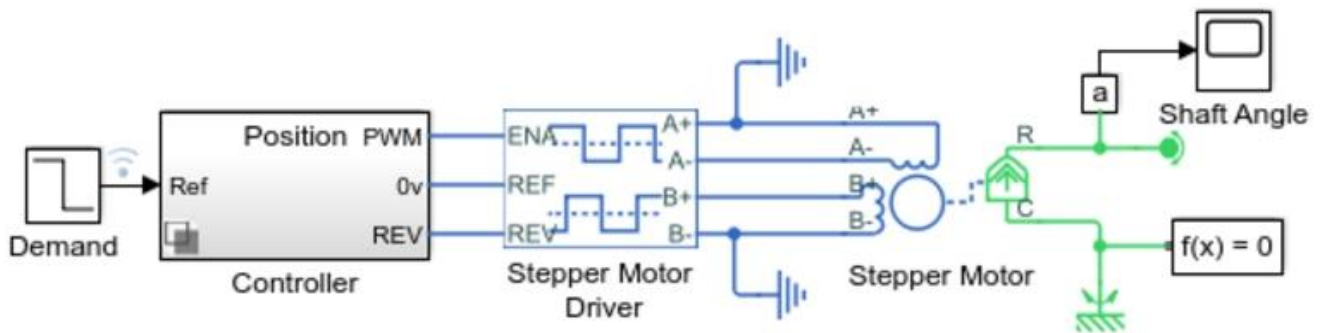 Demand
Ref
Position
PWM
0v
REV
Controller
ENA
REF
REV
A+
A-
B+
B-
Stepper Motor
Driver
A+
A-
B+
B-
Stepper Motor
R
C
a
Shaft Angle
f(x) = 0